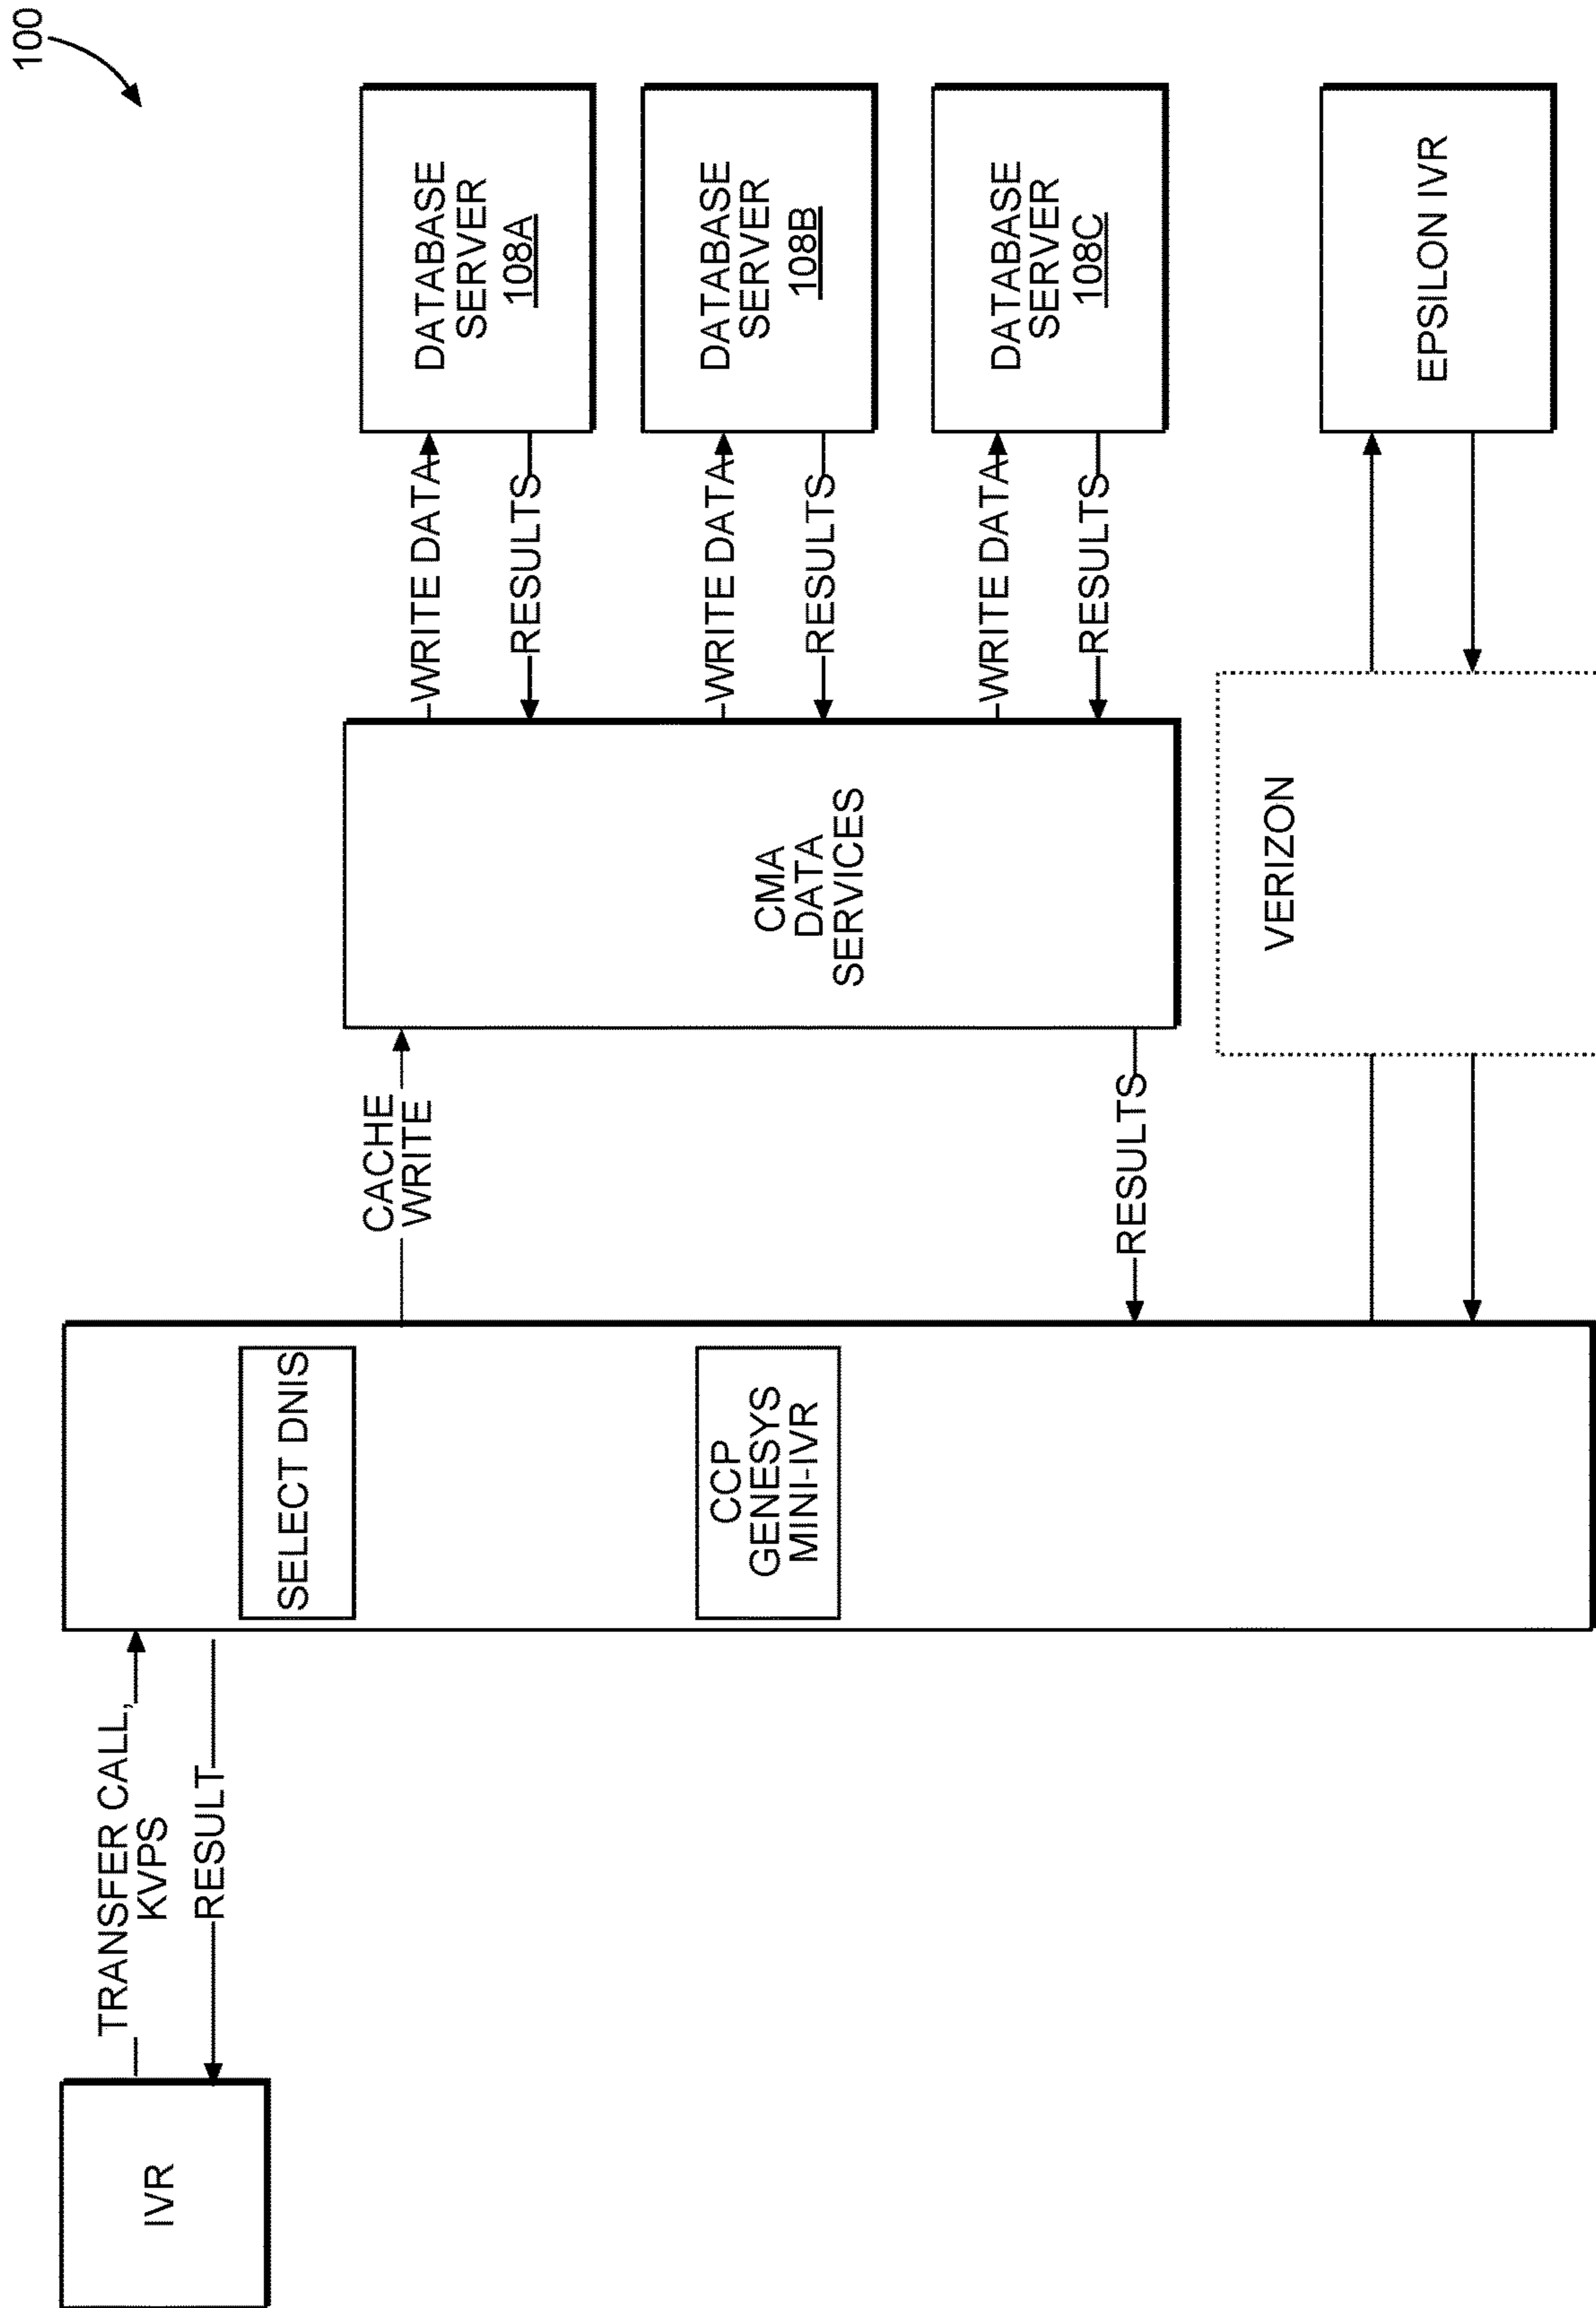 100
IVR
TRANSFER CALL,
KVPS
RESULT
SELECT DNIS
CCP
GENESYS
MINI-IVR
CACHE
WRITE
RESULTS
CMA
DATA
SERVICES
VERIZON
WRITE DATA
RESULTS
WRITE DATA
RESULTS
WRITE DATA
RESULTS
DATABASE
SERVER
108A
DATABASE
SERVER
108B
DATABASE
SERVER
108C
EPSILON IVR